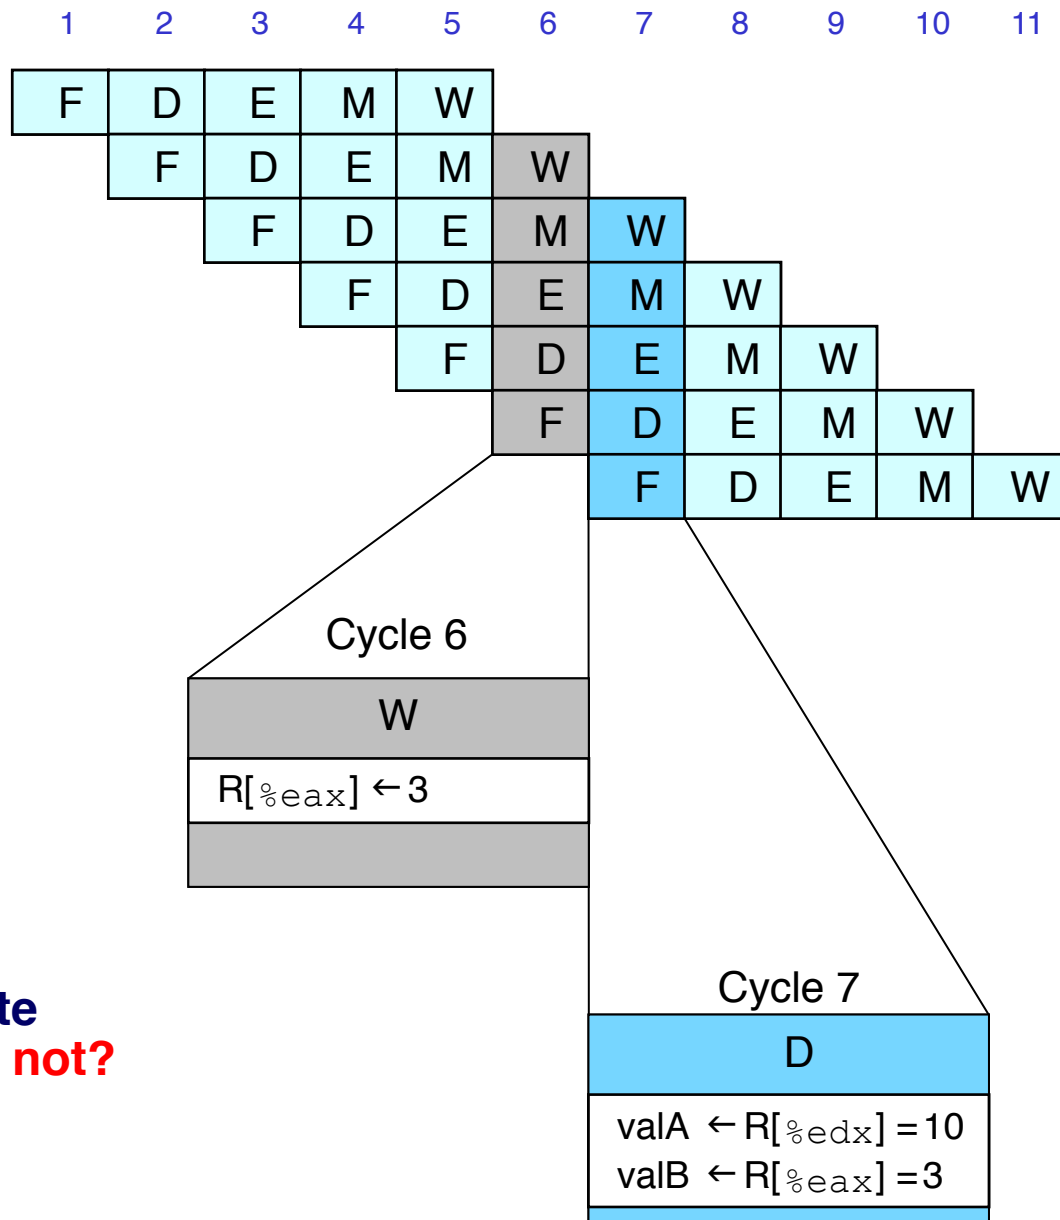 1 2 3 4 5 6 7 8 9 10 11
F D E M W
F D E M W
F D E M W
F D E M W
F D E M W
F D E M W
F D E M W
Cycle 6
W
R[%eax] ← 3
Cycle 7
te
not?
D
valA ← R[%edx] = 10
valB ← R[%eax] = 3